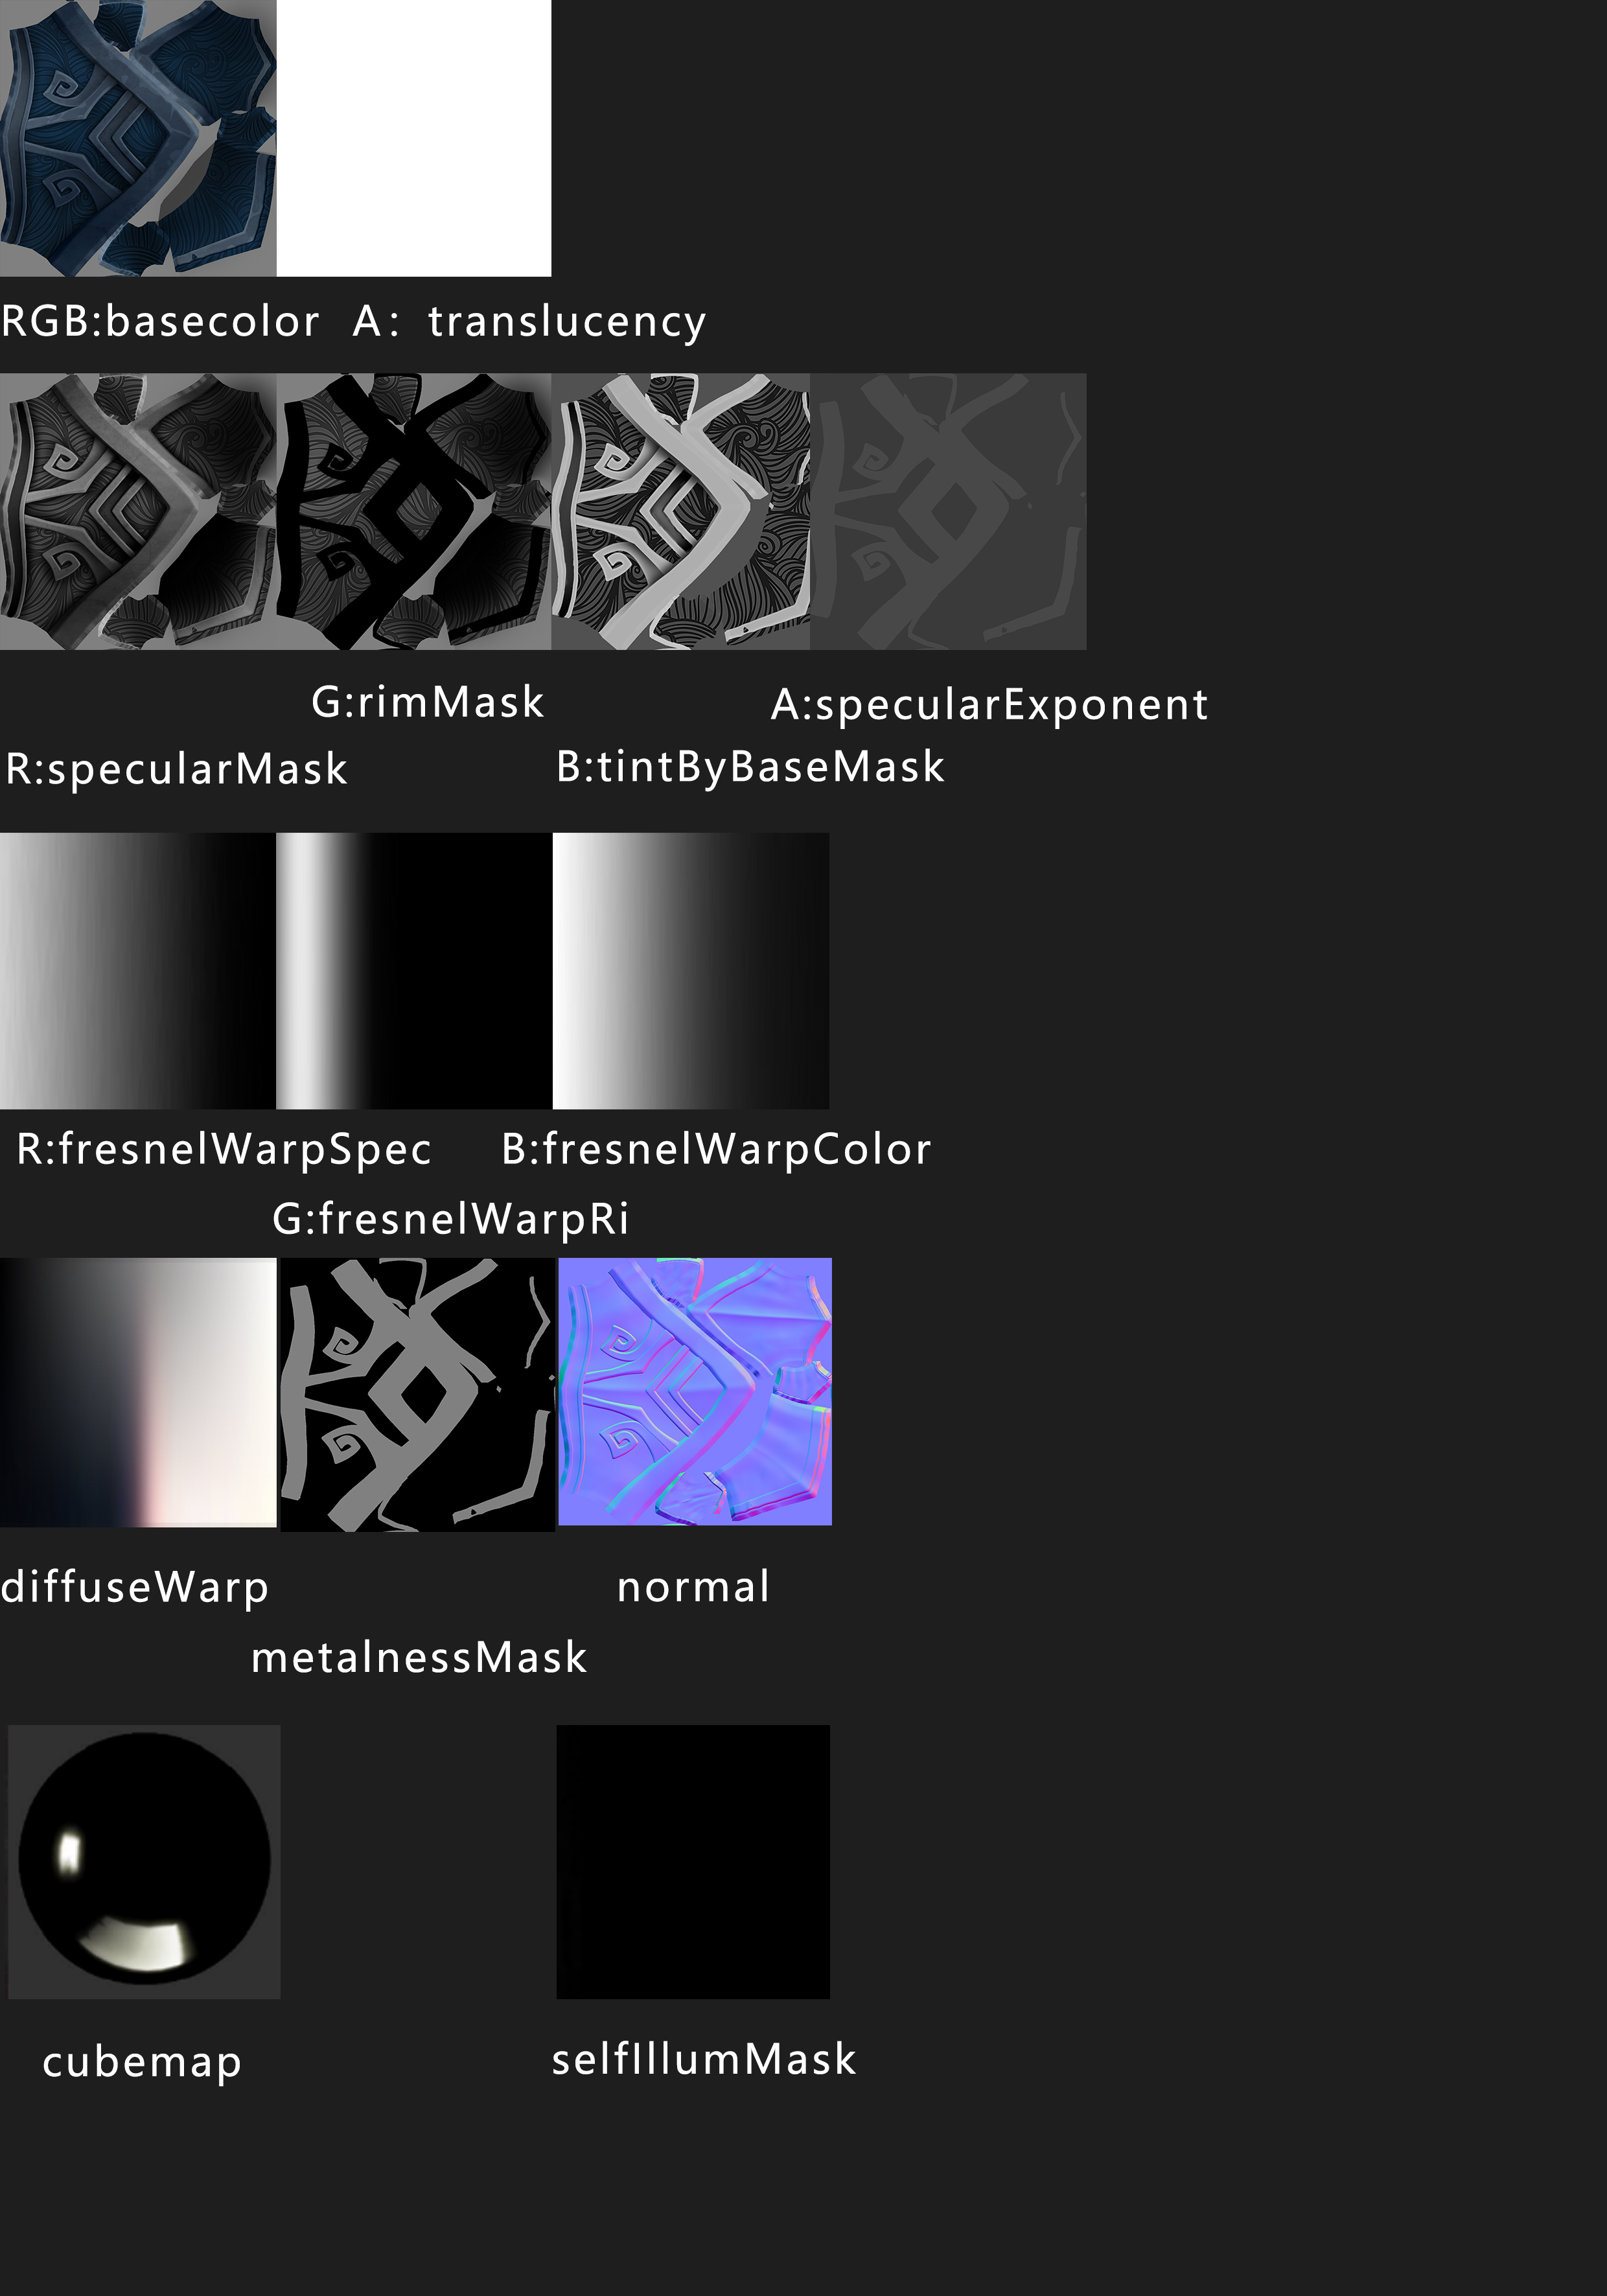 RGB:basecolor A: translucency
G:rimMask
A:specularExponent
R:specularMask
B:tintByBaseMask
R:fresnelWarpSpec
B:fresnelWarpColor
G:fresnelWarpRi
diffuseWarp
normal
metalnessMask
cubemap
selfIllumMask